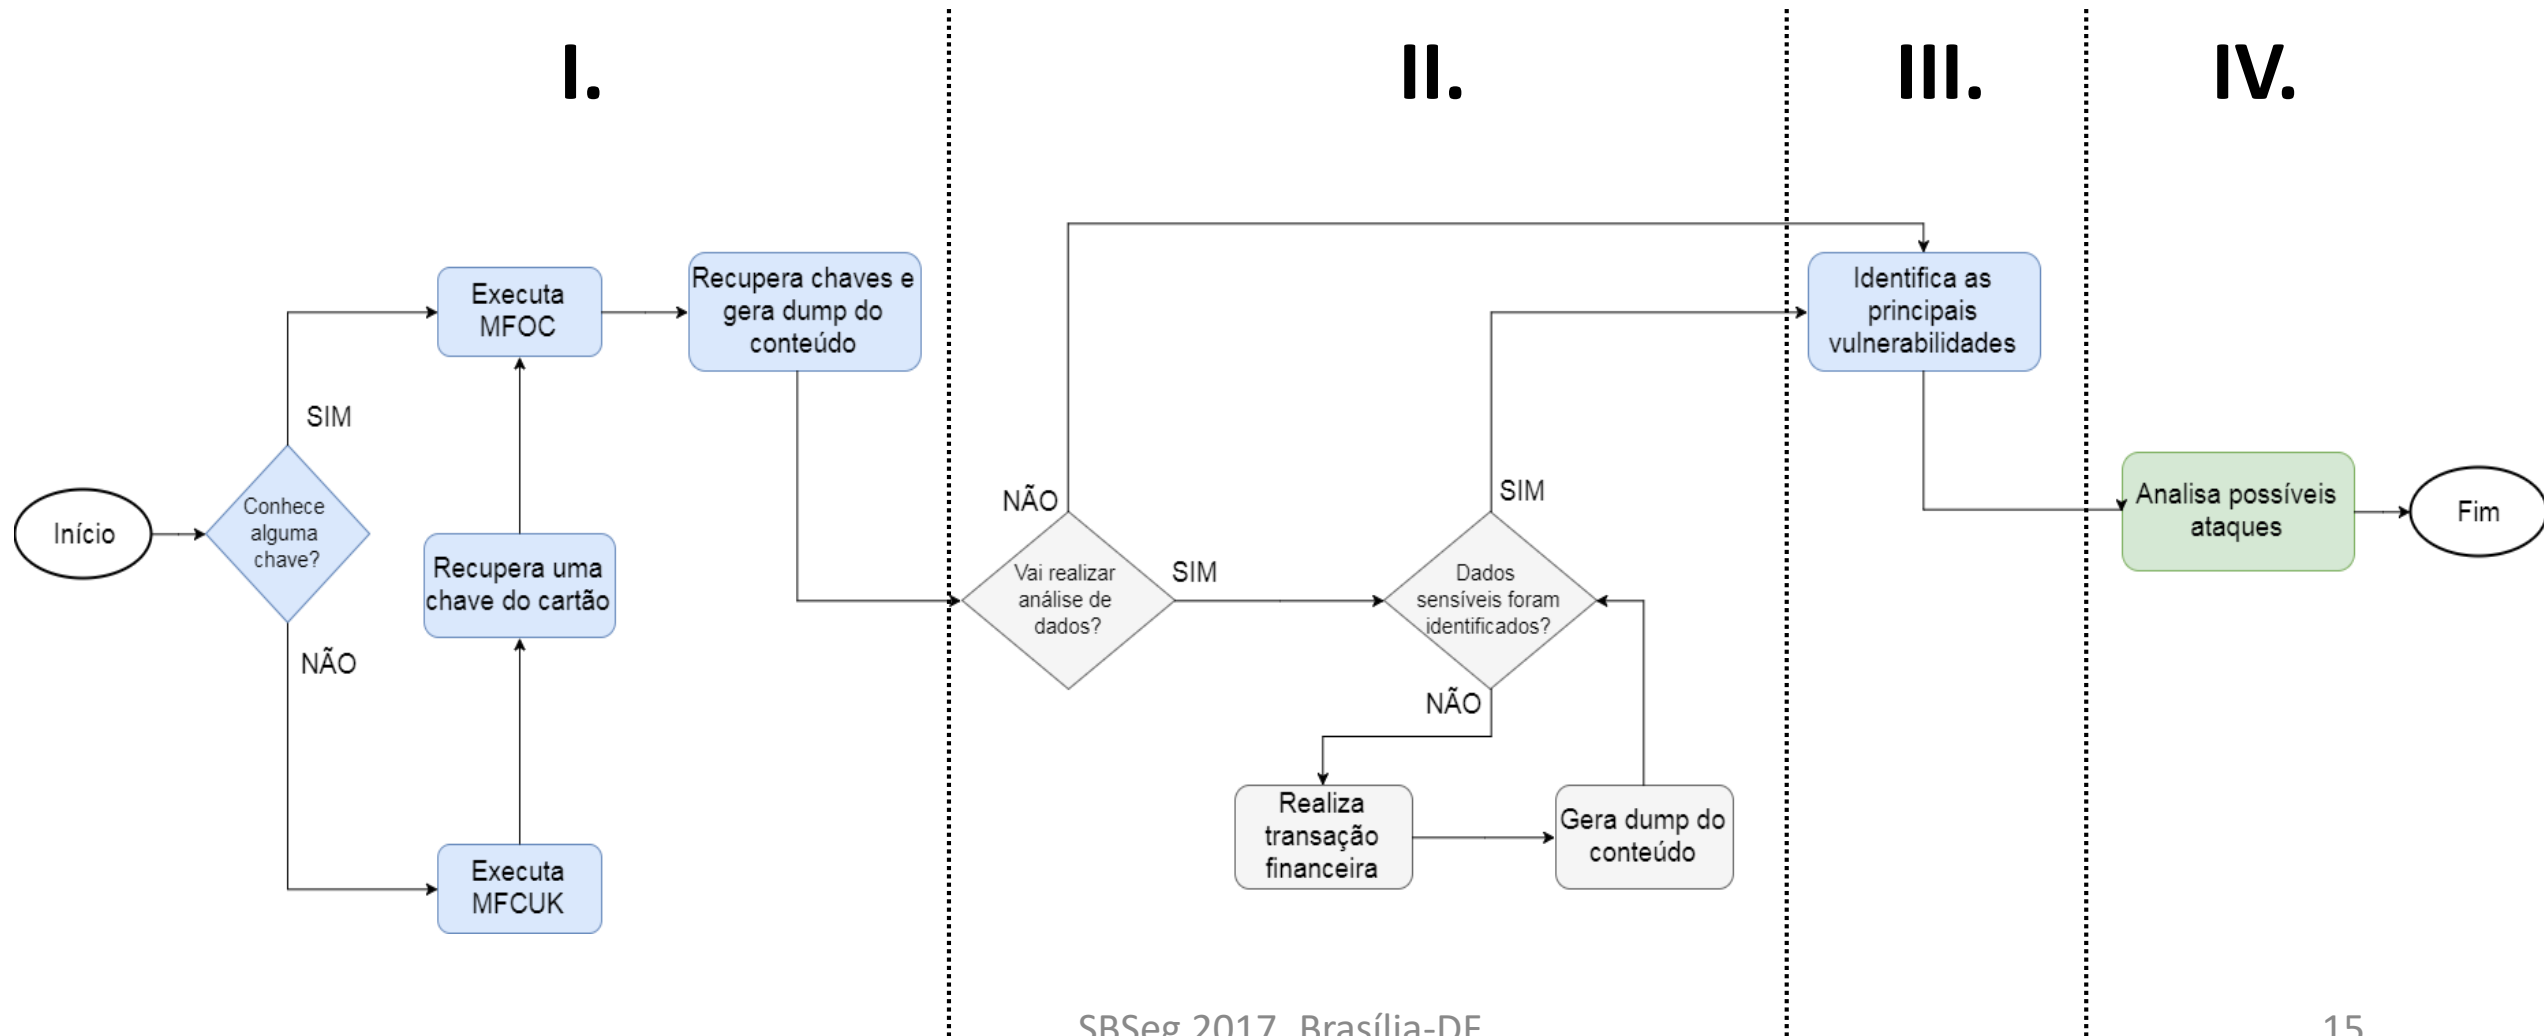 I.
II.
III.
IV.
Início
Conhece
alguma
chave?
SIM
NÃO
Executa
MFOC
Recupera uma
chave do cartão
Executa
MFCUK
Recupera chaves e
gera dump do
conteúdo
Vai realizar
análise de
dados?
NÃO
SIM
Dados
sensíveis foram
identificados?
SIM
NÃO
Realiza
transação
financeira
Gera dump do
conteúdo
Identifica as
principais
vulnerabilidades
Analisa possíveis
ataques
Fim
SBSeg 2017, Brasília-DF
15